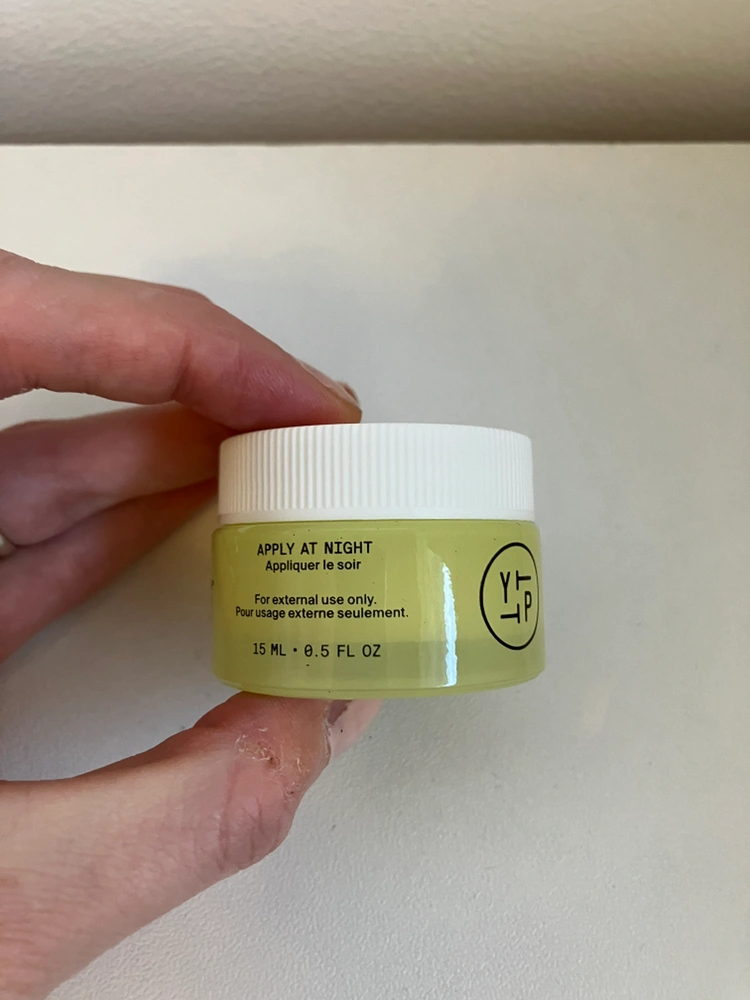 APPLY AT NIGHT
Appliquer le soir
For external use only.
Pour usage externe seulement.
15 ML • 0.5 FL OZ
YTTP